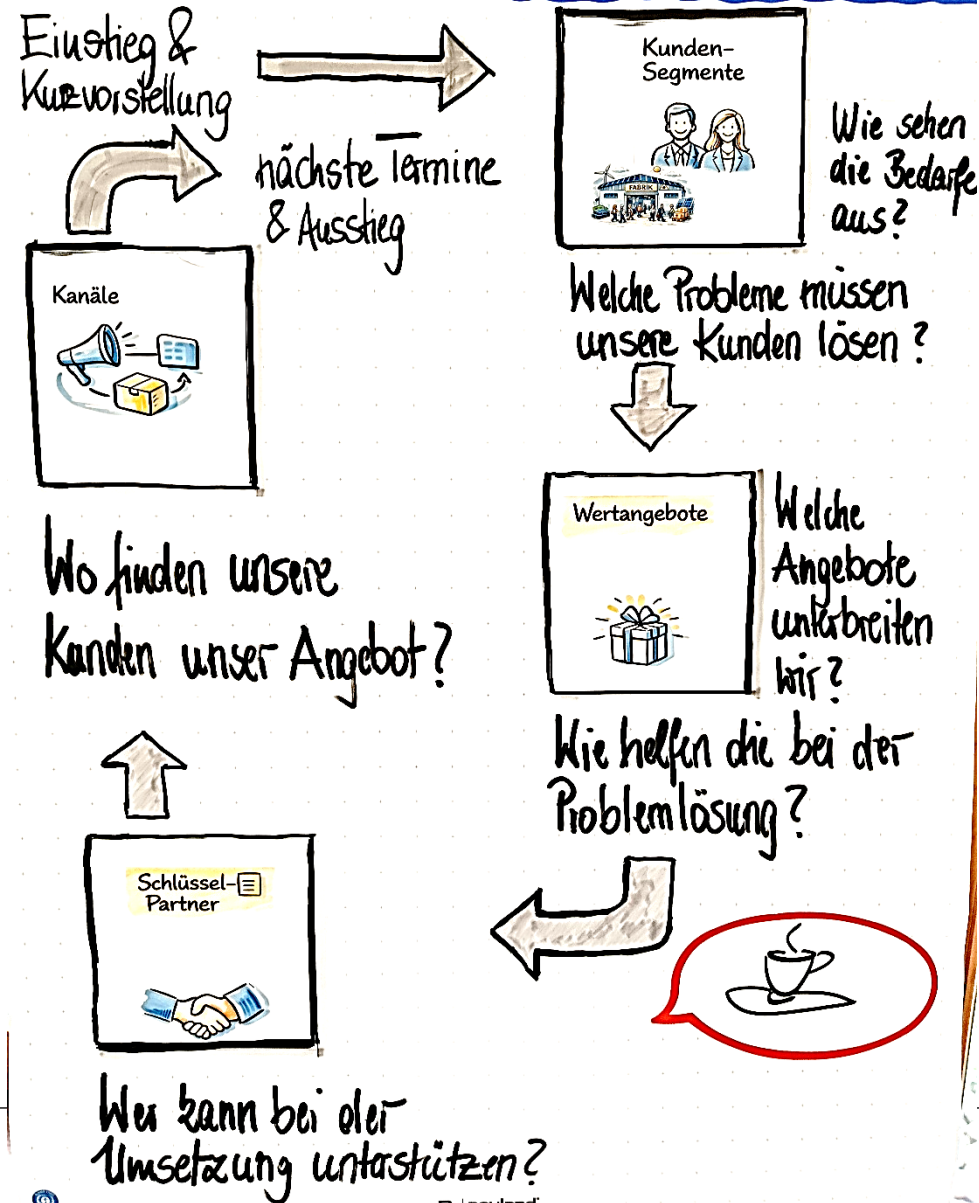 Einstieg &
Kurzvorstellung
Kunden-
Segmente
FABRIK
Wie sehen
die Bedarfe
aus?
Welche Probleme müssen
unsere Kunden lösen?
Wertangebote
Welche
Angebote
unterbreiten
wir?
Wie helfen die bei der
Problemlösung?
Schlüssel-
Partner
Wer kann bei der
Umsetzung unterstützen?
Kanäle
Wo finden unsere
Kunden unser Angebot?
nächste Termine
& Ausstieg